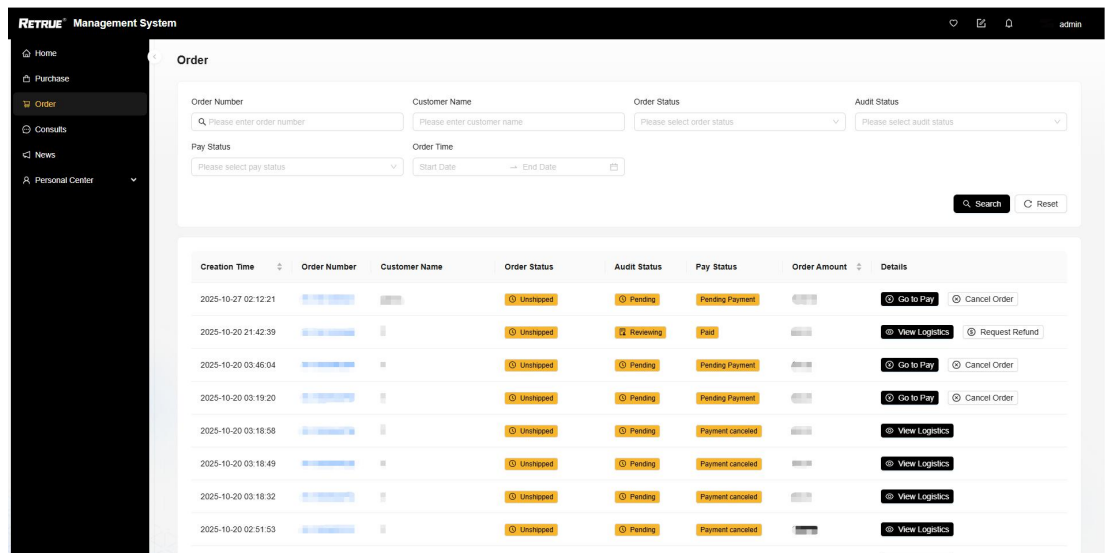 RETRUE® Management System
admin
Home
Purchase
Order
Consults
News
Personal Center
Order
Order Number Customer Name Order Status Audit Status
Please enter order number Please enter customer name Please select order status Please select audit status
Pay Status Order Time
Please select pay status Start Date → End Date
Search Reset
Creation Time Order Number Customer Name Order Status Audit Status Pay Status Order Amount Details
2025-10-27 02:12:21 Unshipped Pending Pending Payment Go to Pay Cancel Order
2025-10-20 21:42:39 Unshipped Reviewing Paid View Logistics Request Refund
2025-10-20 03:46:04 Unshipped Pending Pending Payment Go to Pay Cancel Order
2025-10-20 03:19:20 Unshipped Pending Pending Payment Go to Pay Cancel Order
2025-10-20 03:18:58 Unshipped Pending Payment canceled View Logistics
2025-10-20 03:18:49 Unshipped Pending Payment canceled View Logistics
2025-10-20 03:18:32 Unshipped Pending Payment canceled View Logistics
2025-10-20 02:51:53 Unshipped Pending Payment canceled View Logistics